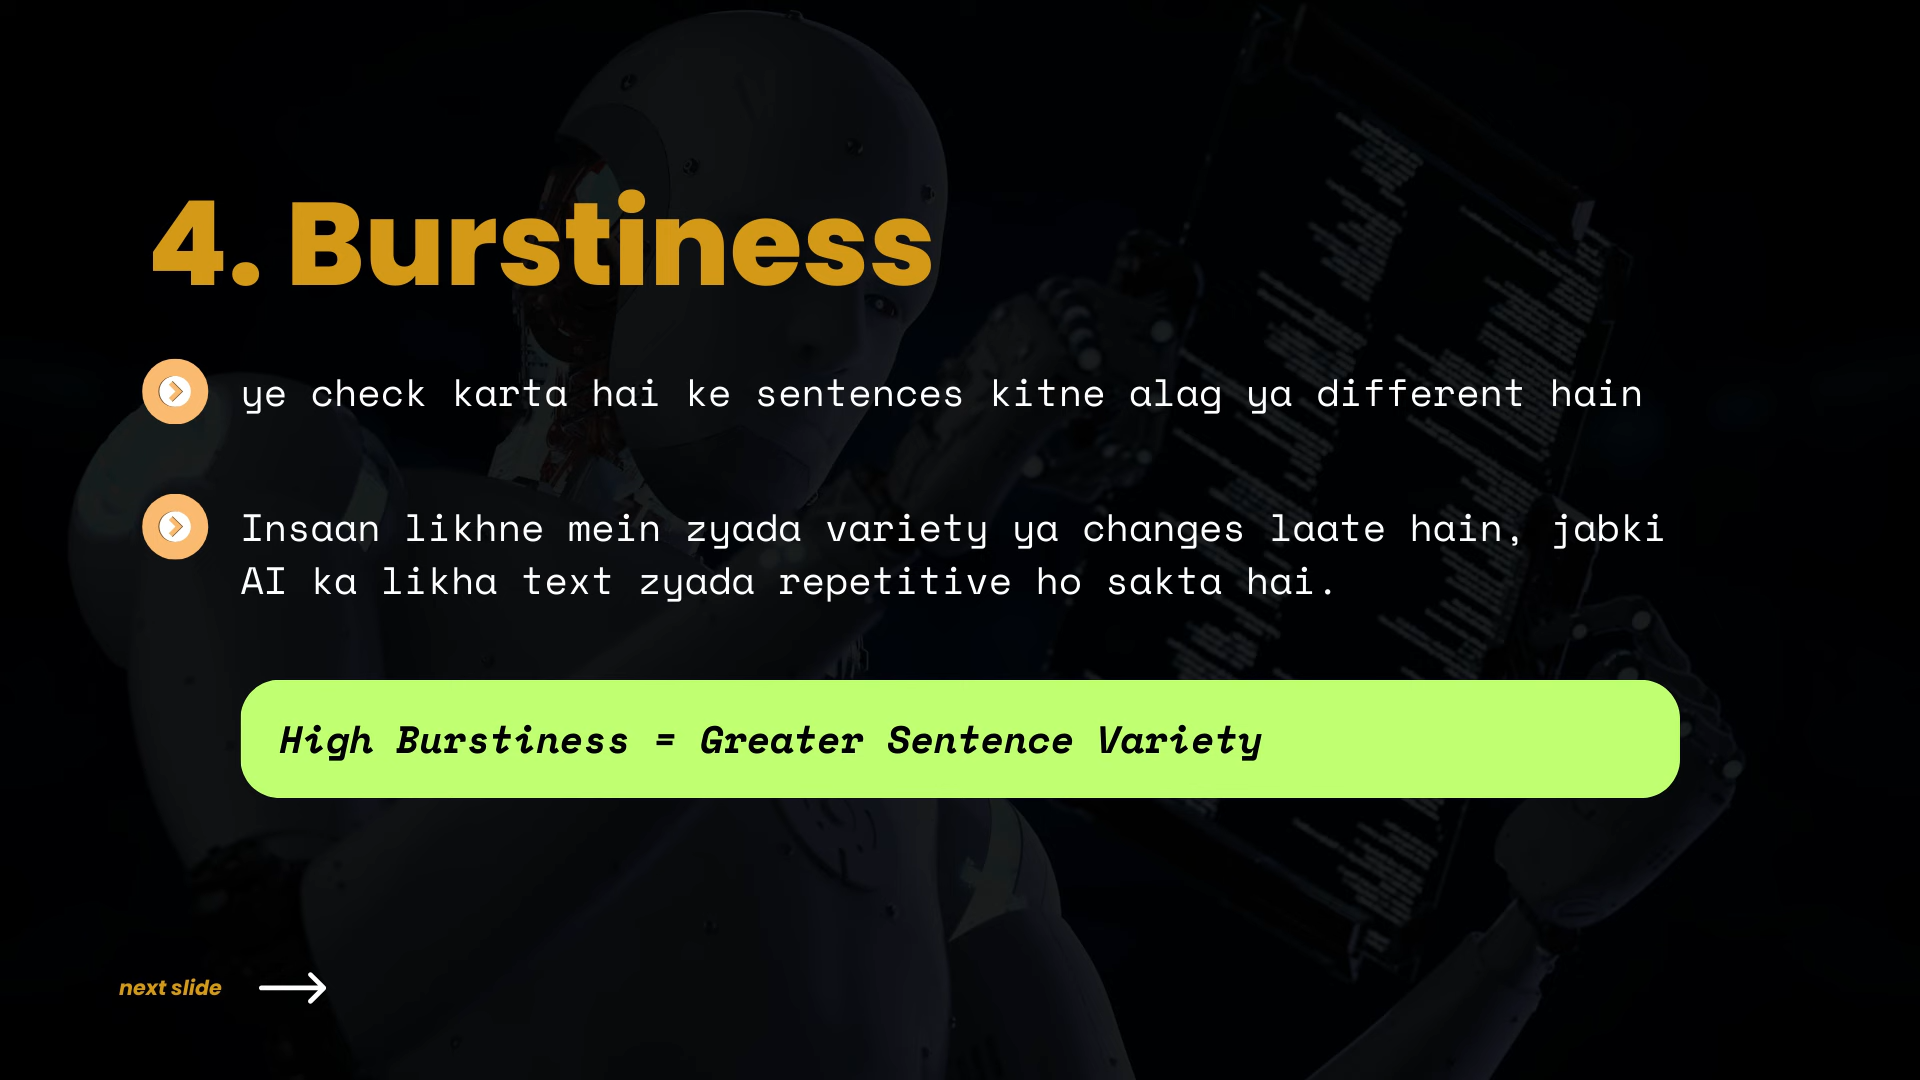 4. Burstiness
ye check karta hai ke sentences kitne alag ya different hain
Insaan likhne mein zyada variety ya changes laate hain, jabki
AI ka likha text zyada repetitive ho sakta hai.
High Burstiness = Greater Sentence Variety
next slide